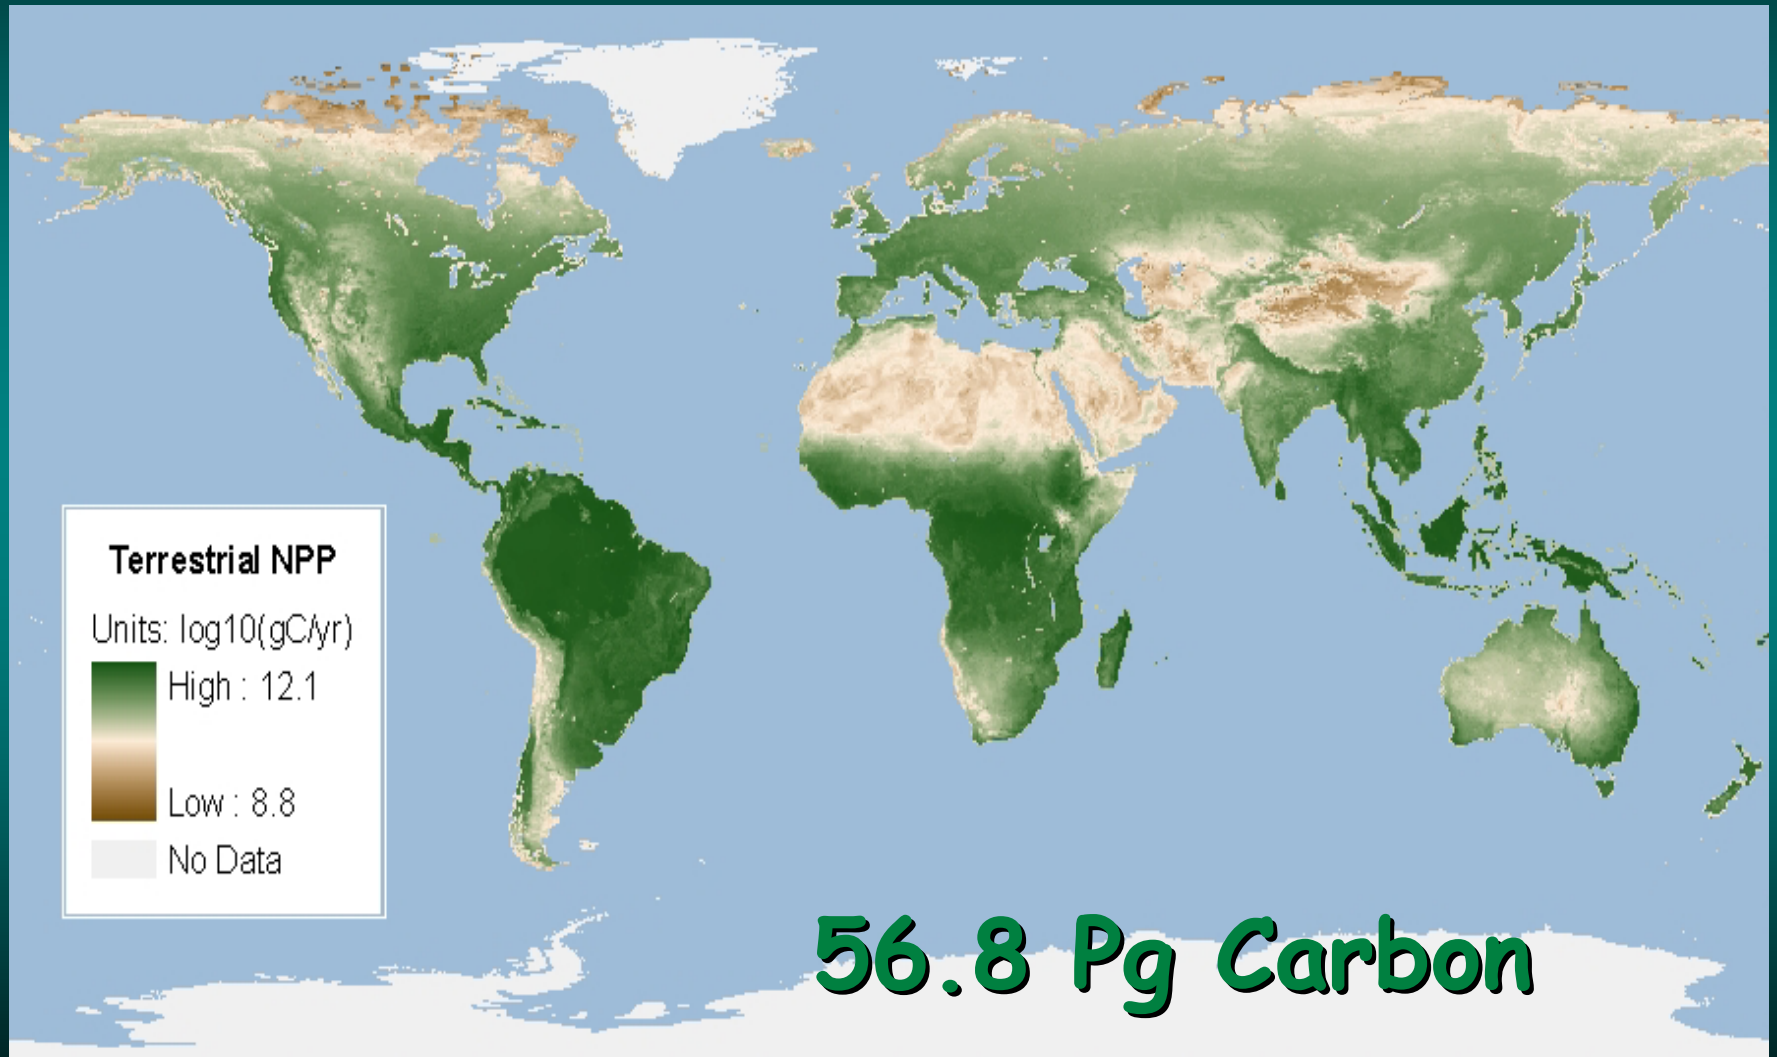 Terrestrial NPP
Units: log10(gC/yr)
High : 12.1
Low : 8.8
No Data
56.8 Pg Carbon